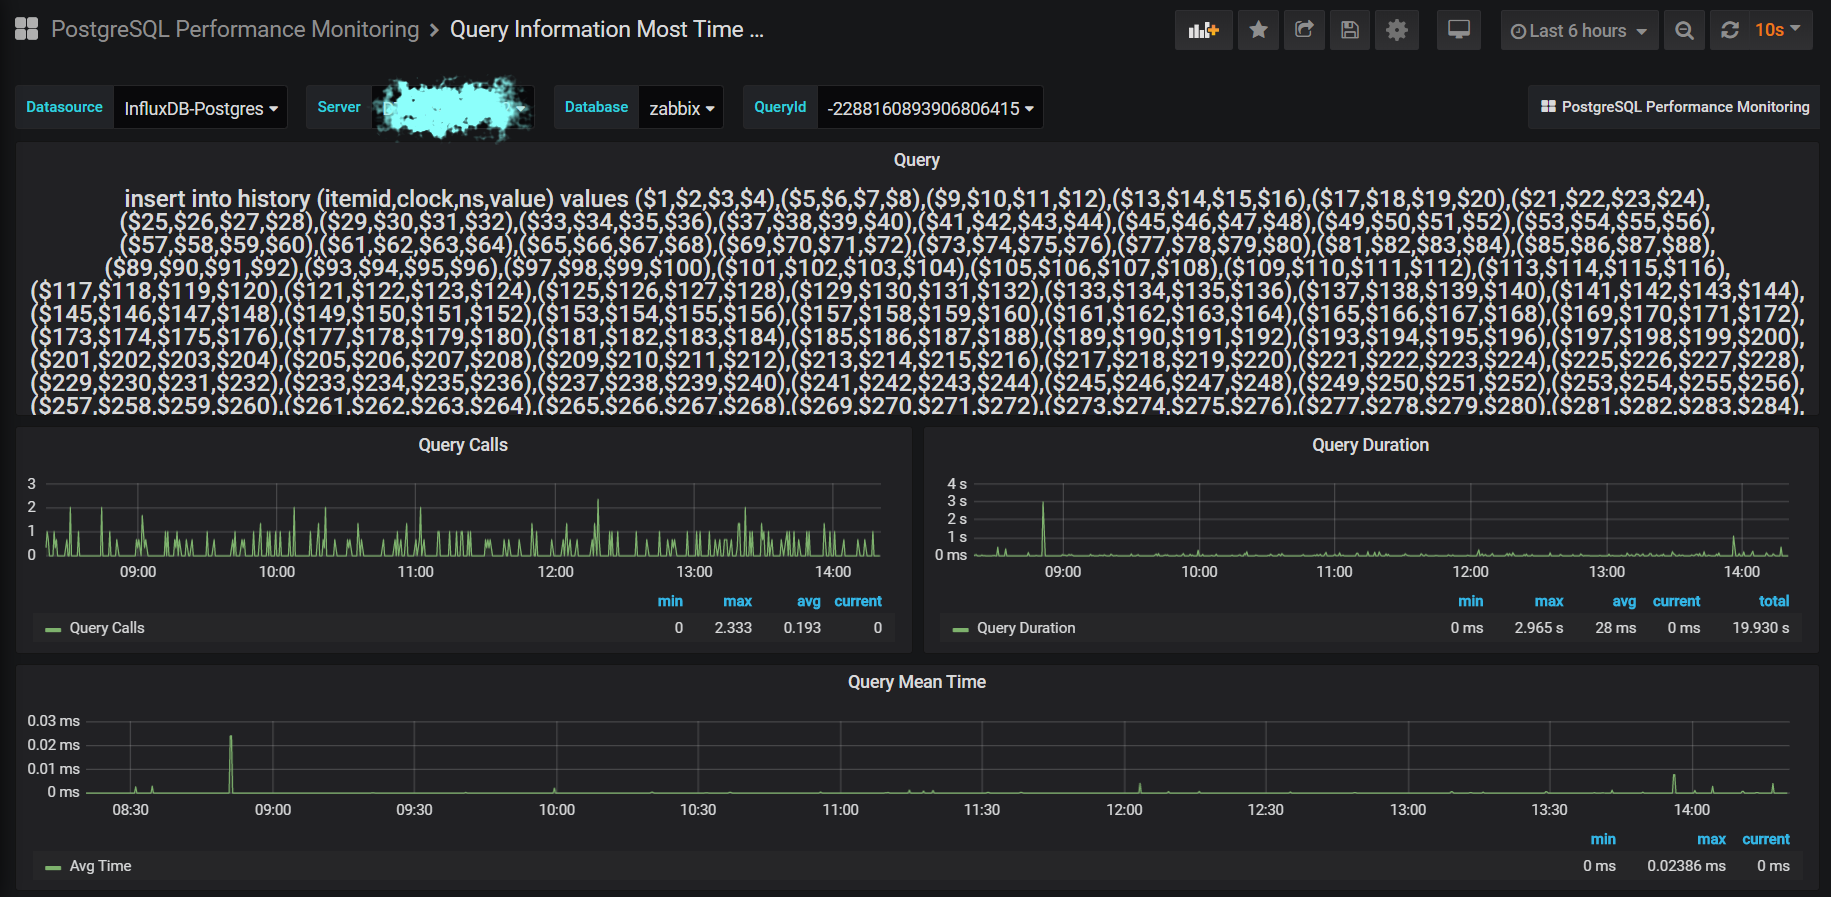 PostgreSQL Performance Monitoring > Query Information Most Time ...
Last 6 hours
10s
Datasource InfluxDB-Postgres
Server
Database zabbix
QueryId -2288160893906806415
PostgreSQL Performance Monitoring
Query
insert into history (itemid,clock,ns,value) values ($1,$2,$3,$4),($5,$6,$7,$8),($9,$10,$11,$12),($13,$14,$15,$16),($17,$18,$19,$20),($21,$22,$23,$24),
($25,$26,$27,$28),($29,$30,$31,$32),($33,$34,$35,$36),($37,$38,$39,$40),($41,$42,$43,$44),($45,$46,$47,$48),($49,$50,$51,$52),($53,$54,$55,$56),
($57,$58,$59,$60),($61,$62,$63,$64),($65,$66,$67,$68),($69,$70,$71,$72),($73,$74,$75,$76),($77,$78,$79,$80),($81,$82,$83,$84),($85,$86,$87,$88),
($89,$90,$91,$92),($93,$94,$95,$96),($97,$98,$99,$100),($101,$102,$103,$104),($105,$106,$107,$108),($109,$110,$111,$112),($113,$114,$115,$116),
($117,$118,$119,$120),($121,$122,$123,$124),($125,$126,$127,$128),($129,$130,$131,$132),($133,$134,$135,$136),($137,$138,$139,$140),($141,$142,$143,$144),
($145,$146,$147,$148),($149,$150,$151,$152),($153,$154,$155,$156),($157,$158,$159,$160),($161,$162,$163,$164),($165,$166,$167,$168),($169,$170,$171,$172),
($173,$174,$175,$176),($177,$178,$179,$180),($181,$182,$183,$184),($185,$186,$187,$188),($189,$190,$191,$192),($193,$194,$195,$196),($197,$198,$199,$200),
($201,$202,$203,$204),($205,$206,$207,$208),($209,$210,$211,$212),($213,$214,$215,$216),($217,$218,$219,$220),($221,$222,$223,$224),($225,$226,$227,$228),
($229,$230,$231,$232),($233,$234,$235,$236),($237,$238,$239,$240),($241,$242,$243,$244),($245,$246,$247,$248),($249,$250,$251,$252),($253,$254,$255,$256),
($257,$258,$259,$260),($261,$262,$263,$264),($265,$266,$267,$268),($269,$270,$271,$272),($273,$274,$275,$276),($277,$278,$279,$280),($281,$282,$283,$284),
Query Calls
3
2
1
0
09:00 10:00 11:00 12:00 13:00 14:00
min max avg current
Query Calls 0 2.333 0.193 0
Query Duration
4 s
3 s
2 s
1 s
0 ms
09:00 10:00 11:00 12:00 13:00 14:00
min max avg current total
Query Duration 0 ms 2.965 s 28 ms 0 ms 19.930 s
Query Mean Time
0.03 ms
0.02 ms
0.01 ms
0 ms
08:30 09:00 09:30 10:00 10:30 11:00 11:30 12:00 12:30 13:00 13:30 14:00
min max current
Avg Time 0 ms 0.02386 ms 0 ms